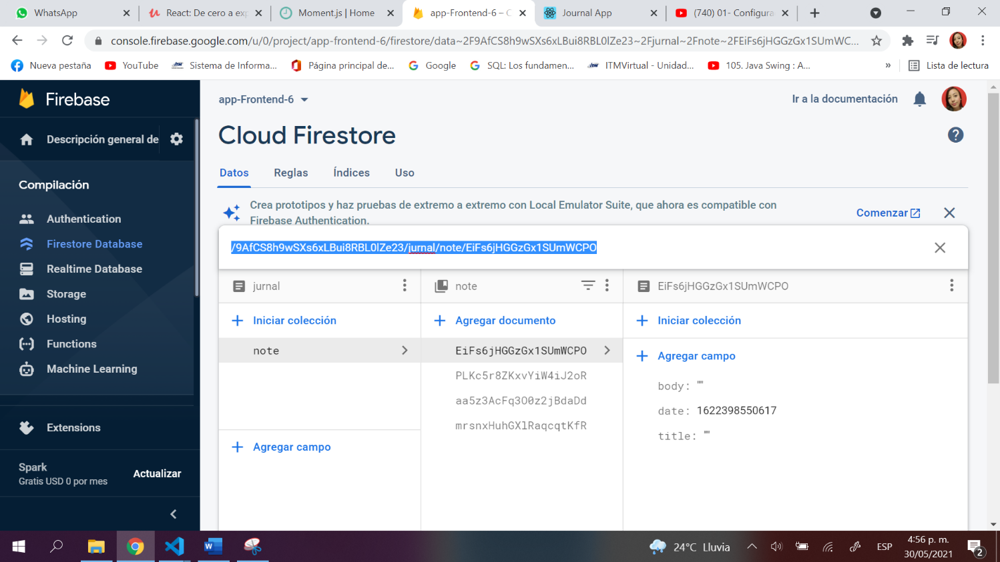 WhatsApp
React: De cero a exp
Moment.js | Home
app-Frontend-6 – C
Journal App
(740) 01- Configura
console.firebase.google.com/u/0/project/app-frontend-6/firestore/data~2F9AfCS8h9wSXs6xLBui8RBL0lZe23~2Fjurnal~2Fnote~2FEiFs6jHGGzGx1SUmWC...
Nueva pestaña
YouTube
Sistema de Informa...
Página principal de...
Google
SQL: Los fundamen...
ITMVirtual - Unidad...
105. Java Swing : A...
»
Lista de lectura
Firebase
app-Frontend-6
Ir a la documentación
Descripción general de
Cloud Firestore
Datos
Reglas
Índices
Uso
Compilación
Authentication
Firestore Database
Realtime Database
Storage
Hosting
Functions
Machine Learning
Extensions
Spark
Gratis USD 0 por mes
Actualizar
Crea prototipos y haz pruebas de extremo a extremo con Local Emulator Suite, que ahora es compatible con
Firebase Authentication.
Comenzar
/9AfCS8h9wSXs6xLBui8RBL0lZe23/jurnal/note/EiFs6jHGGzGx1SUmWCPO
jurnal
Iniciar colección
note
Agregar campo
note
Agregar documento
EiFs6jHGGzGx1SUmWCPO
PLKc5r8ZKxvYiW4iJ2oR
aa5z3AcFq3O0z2jBdaDd
mrsnxHuhGXlRaqcqtKfR
EiFs6jHGGzGx1SUmWCPO
Iniciar colección
Agregar campo
body: ""
date: 1622398550617
title: ""
24°C Lluvia
ESP
4:56 p. m.
30/05/2021
2